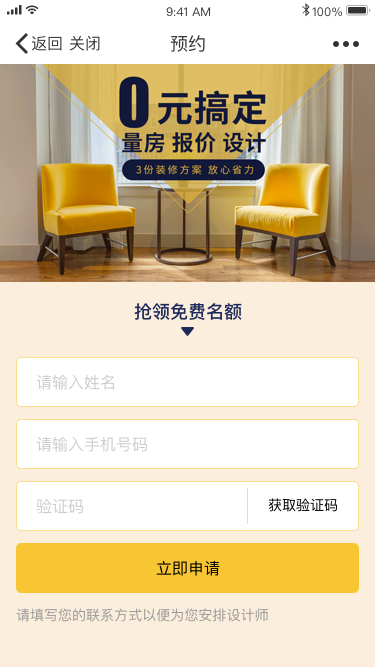 9:41 AM
100%
返回 关闭
预约
0元搞定
量房 报价 设计
3份装修方案 放心省力
抢领免费名额
请输入姓名
请输入手机号码
验证码
获取验证码
立即申请
请填写您的联系方式以便为您安排设计师